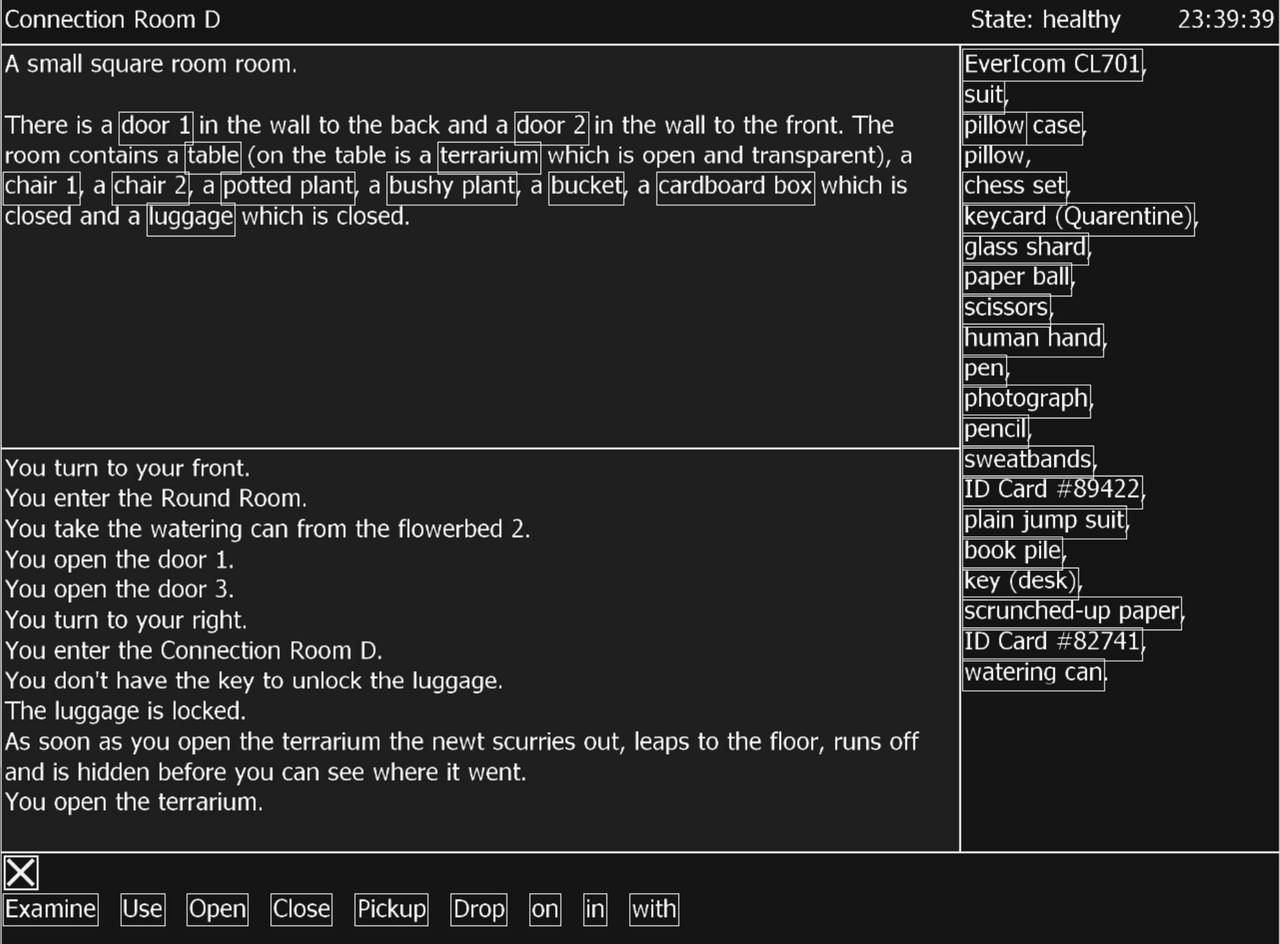 Connection Room D
State: healthy
23:39:39
A small square room room.
There is a door 1 in the wall to the back and a door 2 in the wall to the front. The
room contains a table (on the table is a terrarium which is open and transparent), a
chair 1, a chair 2, a potted plant, a bushy plant, a bucket, a cardboard box which is
closed and a luggage which is closed.
You turn to your front.
You enter the Round Room.
You take the watering can from the flowerbed 2.
You open the door 1.
You open the door 3.
You turn to your right.
You enter the Connection Room D.
You don't have the key to unlock the luggage.
The luggage is locked.
As soon as you open the terrarium the newt scurries out, leaps to the floor, runs off
and is hidden before you can see where it went.
You open the terrarium.
EverIcom CL701,
suit,
pillow case,
pillow,
chess set,
keycard (Quarentine),
glass shard,
paper ball,
scissors,
human hand,
pen,
photograph,
pencil,
sweatbands,
ID Card #89422,
plain jump suit,
book pile,
key (desk),
scrunched-up paper,
ID Card #82741,
watering can.
Examine Use Open Close Pickup Drop on in with